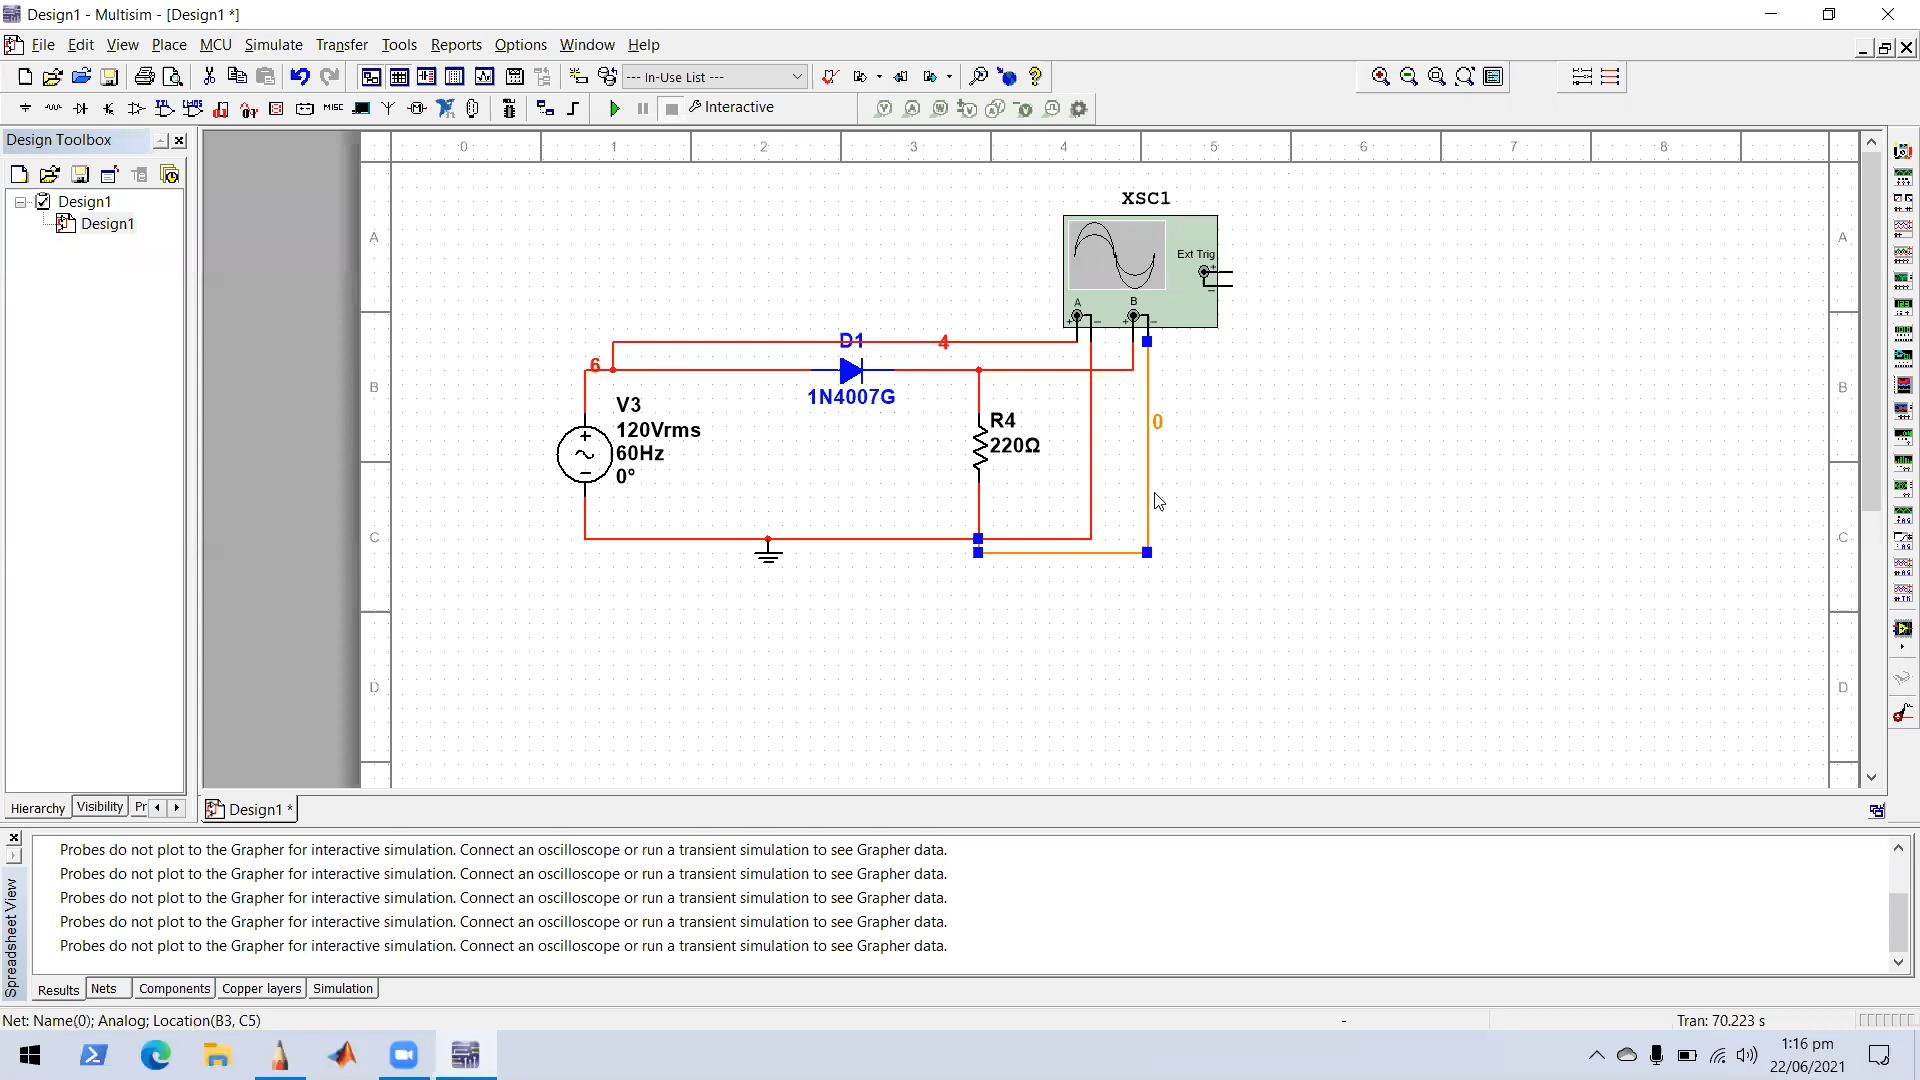 Design1 - Multisim - [Design1 *]
File Edit View Place MCU Simulate Transfer Tools Reports Options Window Help
--- In-Use List ---
MISC
Interactive
Design Toolbox
Design1
Design1
0 1 2 3 4 5 6 7 8
A A
B B
C C
D D
XSC1
Ext Trig
+
-
A B
+ - + -
D1
4
6
1N4007G
V3
120Vrms
60Hz
0°
+
-
R4
220Ω
0
Hierarchy Visibility Pr
Design1 *
Spreadsheet View
Probes do not plot to the Grapher for interactive simulation. Connect an oscilloscope or run a transient simulation to see Grapher data.
Probes do not plot to the Grapher for interactive simulation. Connect an oscilloscope or run a transient simulation to see Grapher data.
Probes do not plot to the Grapher for interactive simulation. Connect an oscilloscope or run a transient simulation to see Grapher data.
Probes do not plot to the Grapher for interactive simulation. Connect an oscilloscope or run a transient simulation to see Grapher data.
Probes do not plot to the Grapher for interactive simulation. Connect an oscilloscope or run a transient simulation to see Grapher data.
Results Nets Components Copper layers Simulation
Net: Name(0); Analog; Location(B3, C5)
-
Tran: 70.223 s
1:16 pm
22/06/2021